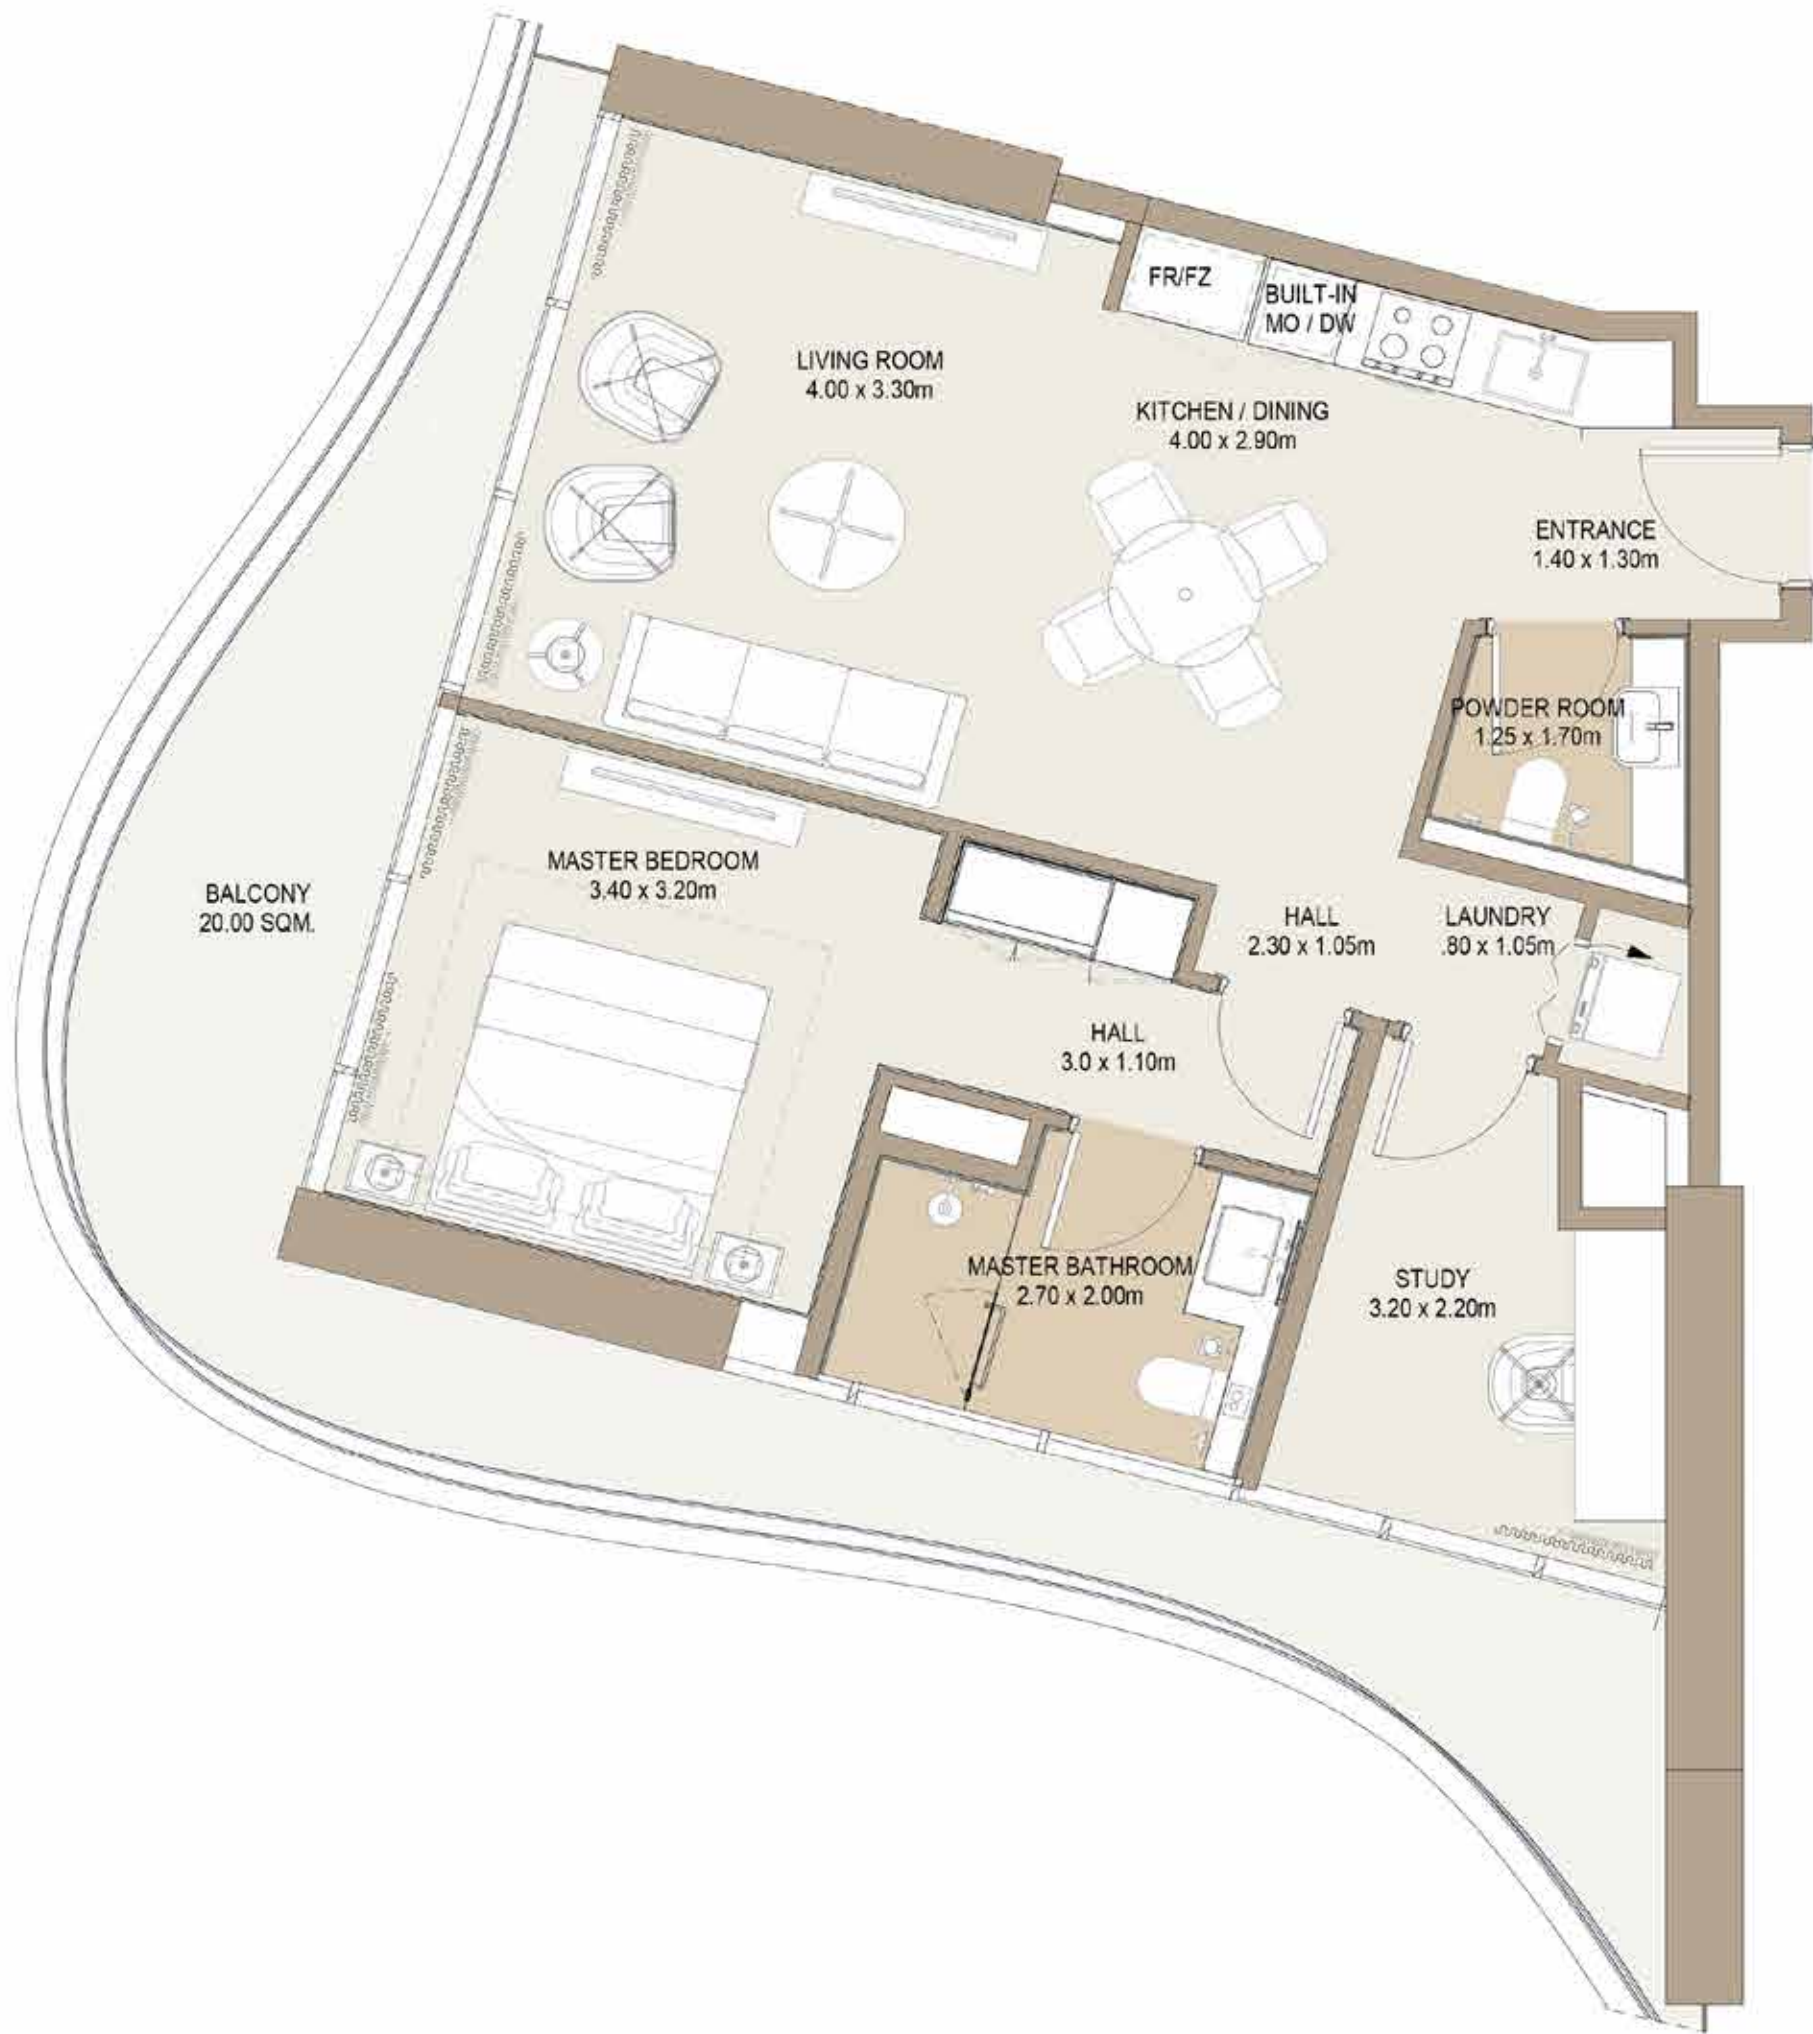 FR/FZ
BUILT-IN
MO / DW
LIVING ROOM
4.00 x 3.30m
KITCHEN / DINING
4.00 x 2.90m
ENTRANCE
1.40 x 1.30m
POWDER ROOM
1.25 x 1.70m
MASTER BEDROOM
3.40 x 3.20m
BALCONY
20.00 SQM.
HALL
2.30 x 1.05m
LAUNDRY
.80 x 1.05m
HALL
3.0 x 1.10m
MASTER BATHROOM
2.70 x 2.00m
STUDY
3.20 x 2.20m